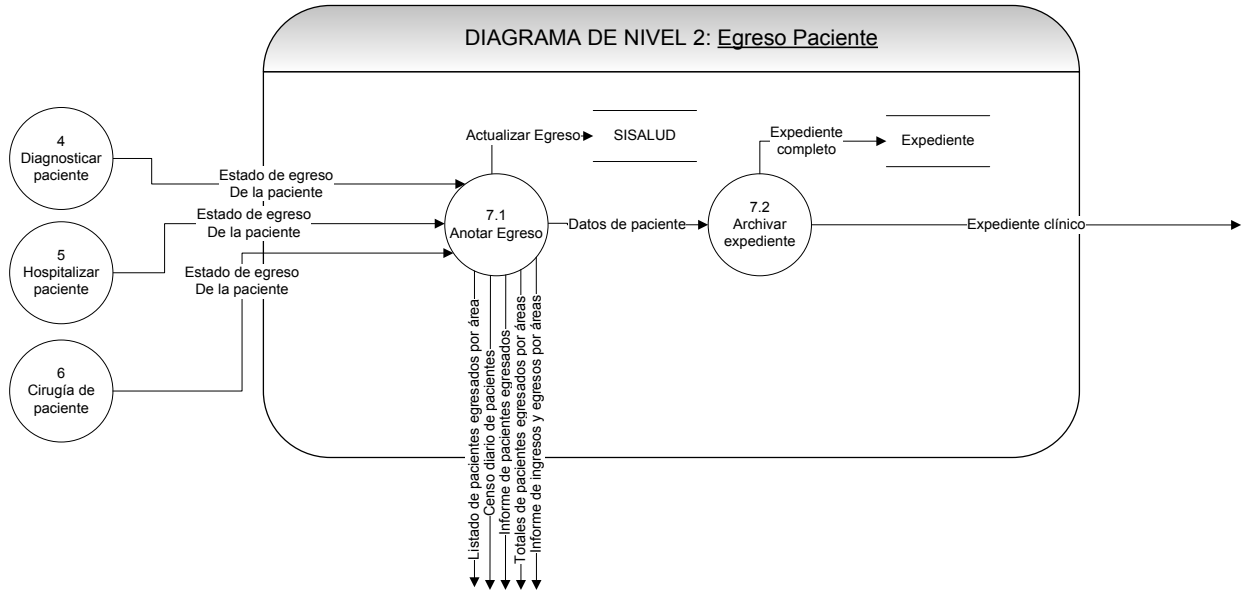 DIAGRAMA DE NIVEL 2: Egreso Paciente
4
Diagnosticar
paciente
5
Hospitalizar
paciente
6
Cirugía de
paciente
Estado de egreso
De la paciente
Estado de egreso
De la paciente
Estado de egreso
De la paciente
Actualizar Egreso
SISALUD
7.1
Anotar Egreso
Datos de paciente
7.2
Archivar
expediente
Expediente
completo
Expediente
Expediente clínico
Listado de pacientes egresados por área
Censo diario de pacientes
Informe de pacientes egresados
Totales de pacientes egresados por áreas
Informe de ingresos y egresos por áreas